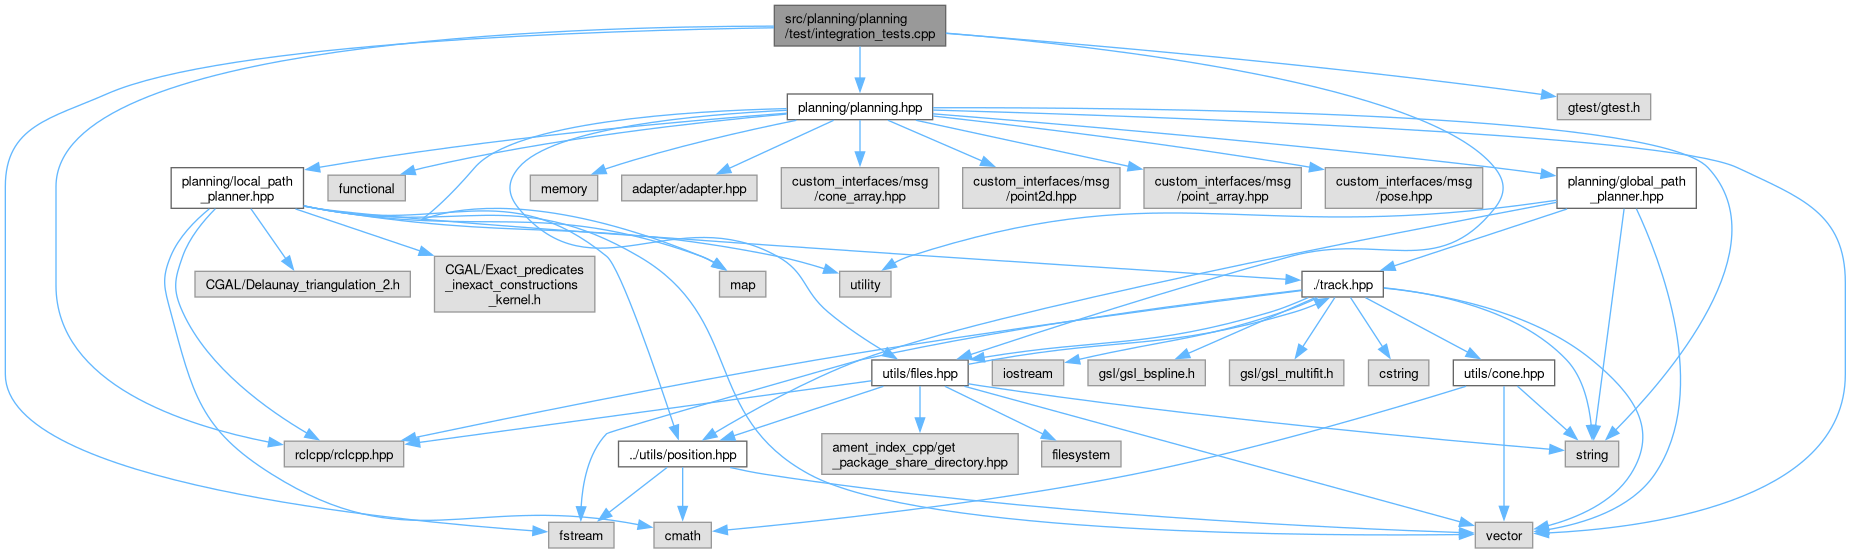 src/planning/planning
/test/integration_tests.cpp
planning/planning.hpp
gtest/gtest.h
planning/local_path
_planner.hpp
functional
memory
adapter/adapter.hpp
custom_interfaces/msg
/cone_array.hpp
custom_interfaces/msg
/point2d.hpp
custom_interfaces/msg
/point_array.hpp
custom_interfaces/msg
/pose.hpp
planning/global_path
_planner.hpp
CGAL/Delaunay_triangulation_2.h
CGAL/Exact_predicates
_inexact_constructions
_kernel.h
map
utility
./track.hpp
utils/files.hpp
iostream
gsl/gsl_bspline.h
gsl/gsl_multifit.h
cstring
utils/cone.hpp
rclcpp/rclcpp.hpp
../utils/position.hpp
ament_index_cpp/get
_package_share_directory.hpp
filesystem
string
fstream
cmath
vector